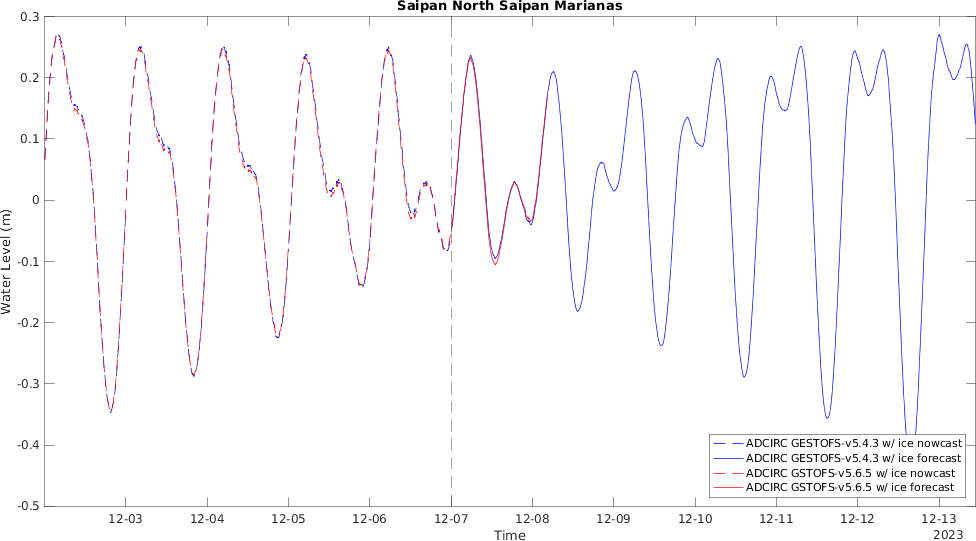 Saipan North Saipan Marianas
0.3
0.2
0.1
0
-0.1
-0.2
-0.3
-0.4
-0.5
Water Level (m)
ADCIRC GESTOFS-v5.4.3 w/ ice nowcast
ADCIRC GESTOFS-v5.4.3 w/ ice forecast
ADCIRC GSTOFS-v5.6.5 w/ ice nowcast
ADCIRC GSTOFS-v5.6.5 w/ ice forecast
12-03 12-04 12-05 12-06 12-07 12-08 12-09 12-10 12-11 12-12 12-13
Time
2023